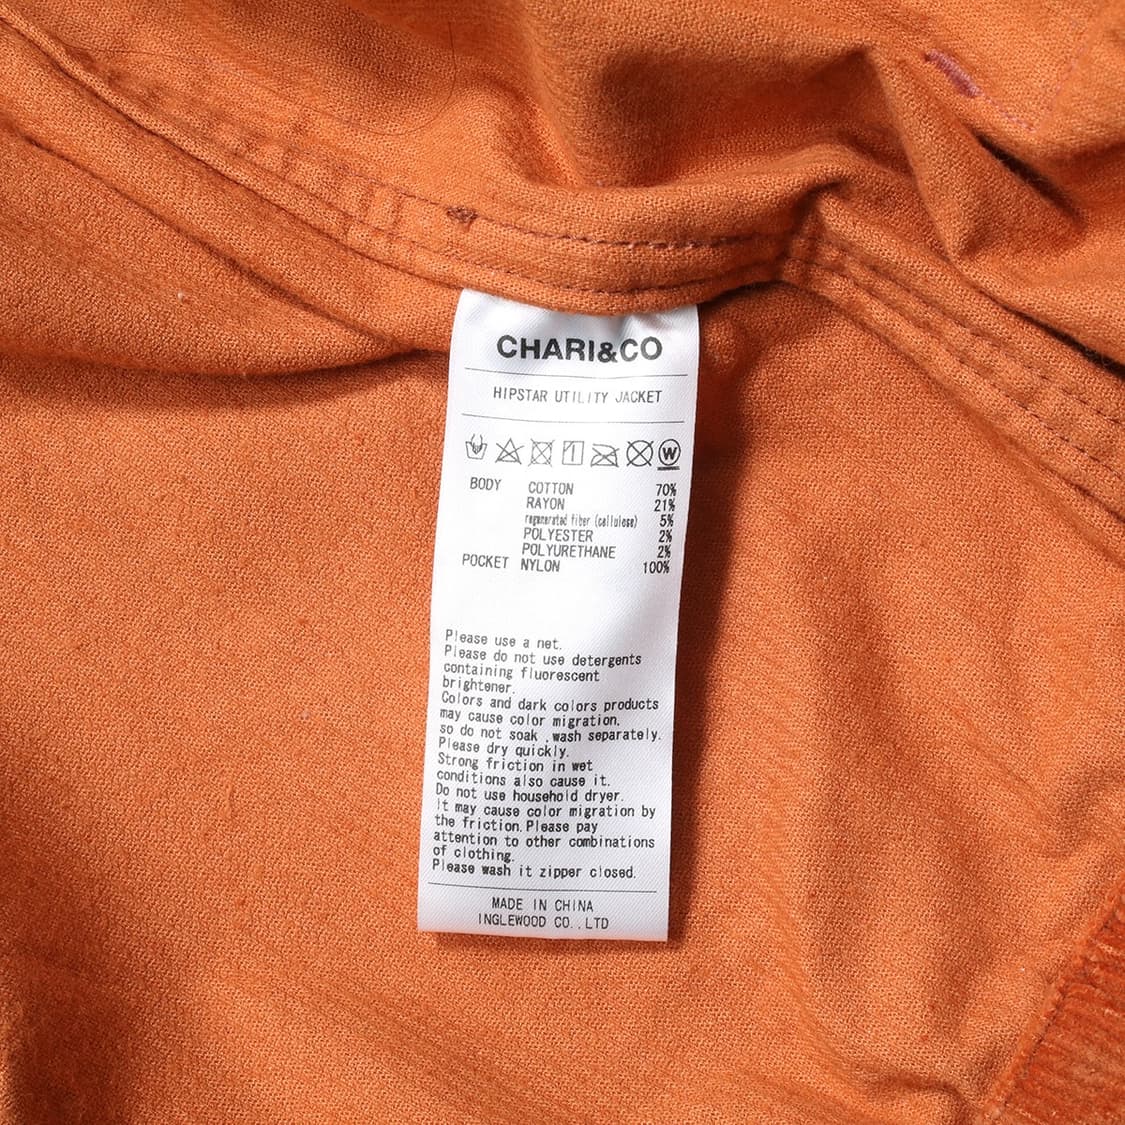 CHARI&CO
HIPSTAR UTILITY JACKET
W
BODY COTTON 70%
RAYON 21%
regenerated fiber (cellulose) 5%
POLYESTER 2%
POLYURETHANE 2%
POCKET NYLON 100%
Please use a net.
Please do not use detergents
containing fluorescent
brightener.
Colors and dark colors products
may cause color migration.
so do not soak ,wash separately.
Please dry quickly.
Strong friction in wet
conditions also cause it.
Do not use household dryer.
It may cause color migration by
the friction.Please pay
attention to other combinations
of clothing.
Please wash it zipper closed.
MADE IN CHINA
INGLEWOOD CO.,LTD